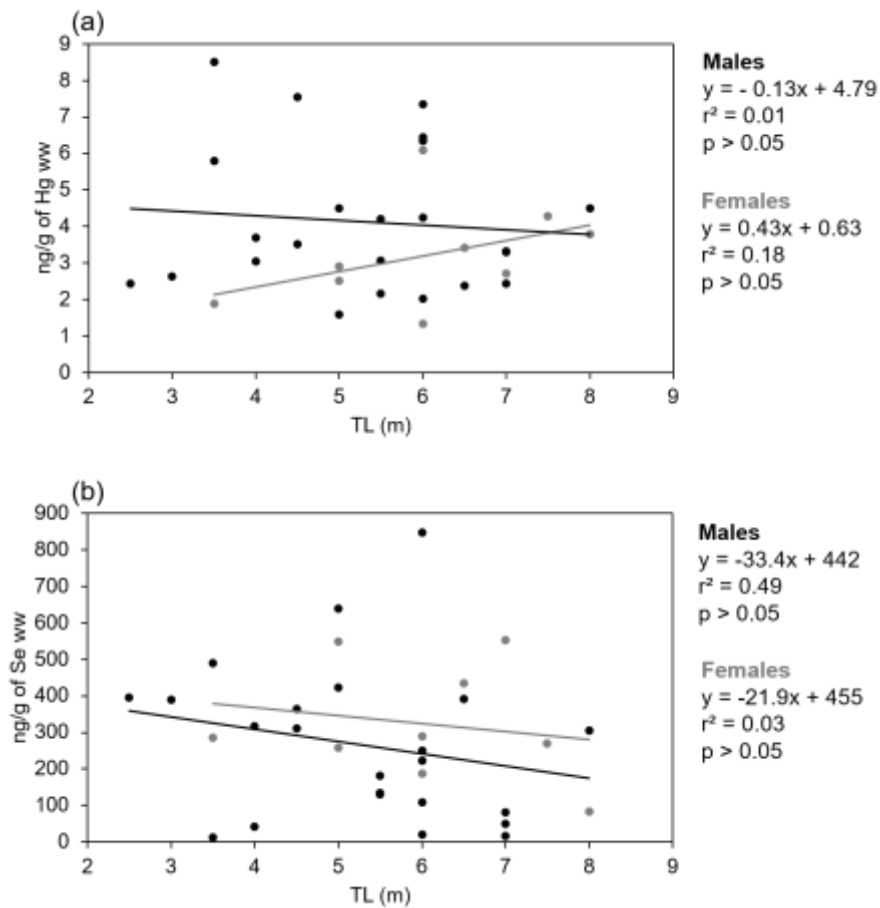 (a)
9
8
7
6
5
4
3
2
1
0
ng/g of Hg ww
2 3 4 5 6 7 8 9
TL (m)
Males
y = - 0.13x + 4.79
r² = 0.01
p > 0.05
Females
y = 0.43x + 0.63
r² = 0.18
p > 0.05
(b)
900
800
700
600
500
400
300
200
100
0
ng/g of Se ww
2 3 4 5 6 7 8 9
TL (m)
Males
y = -33.4x + 442
r² = 0.49
p > 0.05
Females
y = -21.9x + 455
r² = 0.03
p > 0.05